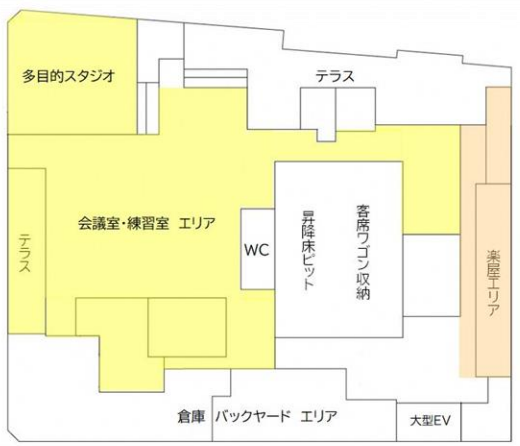 多目的スタジオ
テラス
会議室・練習室 エリア
テラス
WC
昇降床ピット
客席ワゴン収納
楽屋エリア
倉庫 バックヤード エリア
大型EV